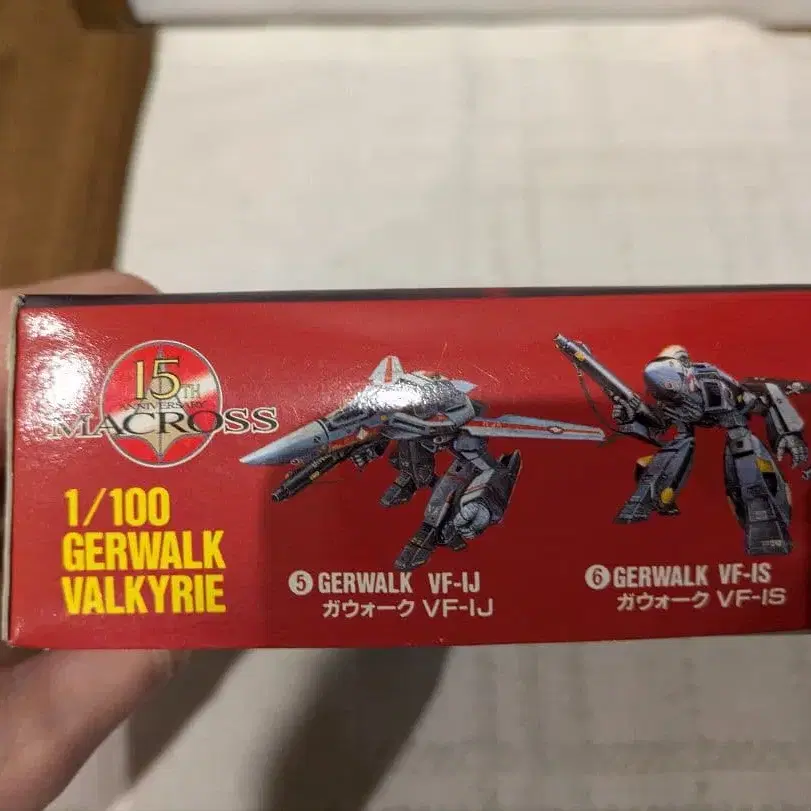 15TH
ANNIVERSARY
MACROSS
1/100
GERWALK
VALKYRIE
5 GERWALK VF-IJ
ガウォーク VF-IJ
6 GERWALK VF-IS
ガウォーク VF-IS